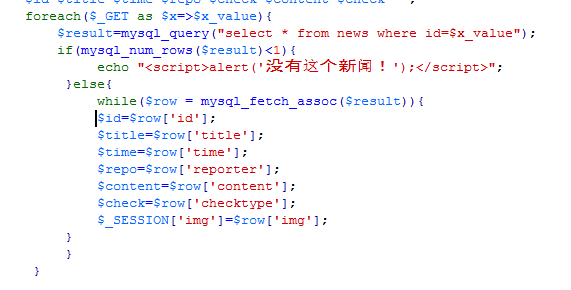 foreach($_GET as $x=>$x_value){
$result=mysql_query("select * from news where id=$x_value");
if(mysql_num_rows($result)<1){
echo "<script>alert('没有这个新闻！');</script>";
}else{
while($row = mysql_fetch_assoc($result)){
$id=$row['id'];
$title=$row['title'];
$time=$row['time'];
$repo=$row['reporter'];
$content=$row['content'];
$check=$row['checktype'];
$_SESSION['img']=$row['img'];
}
}
}